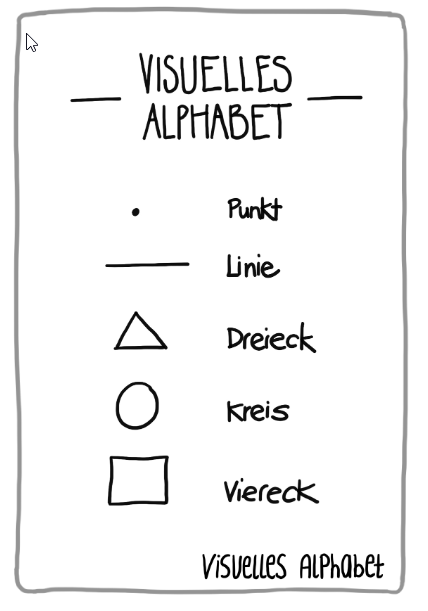 VISUELLES
ALPHABET
Punkt
Linie
Dreieck
Kreis
Viereck
Visuelles Alphabet